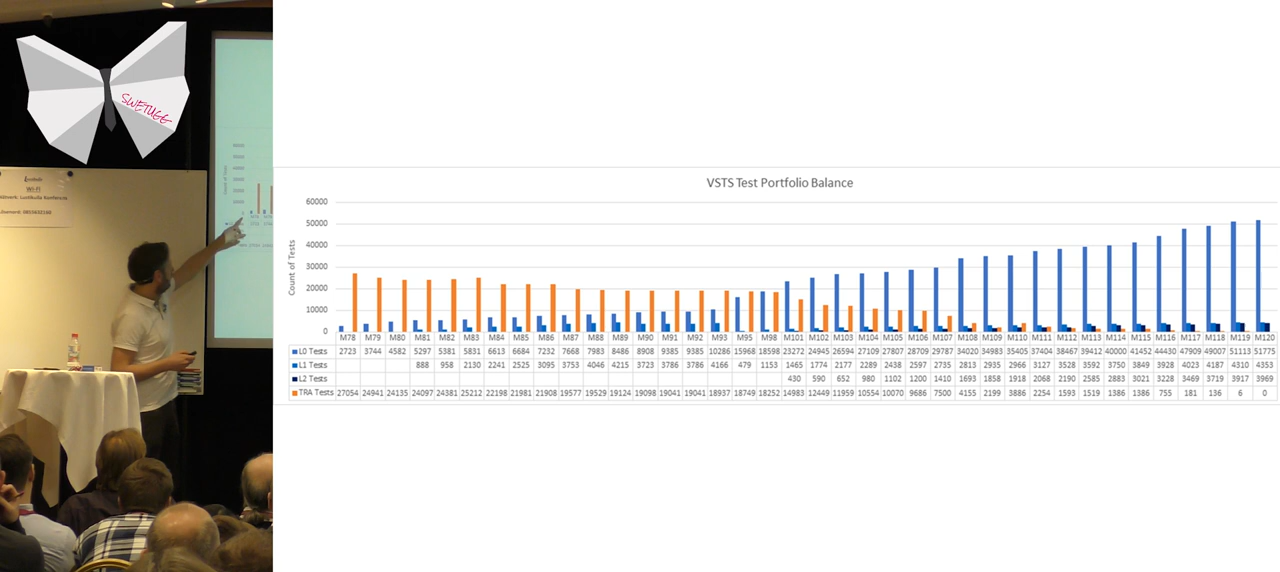 SWETUGG
Wi-Fi
VSTS Test Portfolio Balance
Count of Tests
60000
50000
40000
30000
20000
10000
0
M78 M79 M80 M81 M82 M83 M84 M85 M86 M87 M88 M89 M90 M91 M92 M93 M95 M98 M101 M102 M103 M104 M105 M106 M107 M108 M109 M110 M111 M112 M113 M114 M115 M116 M117 M118 M119 M120
L0 Tests 2723 3744 4582 5297 5381 5831 6613 6684 7232 7668 7983 8486 8908 9385 9385 10286 15968 18598 23272 24945 26594 27109 27807 28709 29787 34020 34983 35405 37404 38467 39412 40000 41452 44430 47909 49007 51113 51775
L1 Tests 888 958 2130 2241 2525 3095 3753 4046 4215 3723 3786 3786 4166 479 1153 1465 1774 2177 2289 2438 2597 2735 2813 2935 2966 3127 3528 3592 3750 3849 3928 4023 4187 4310 4353
L2 Tests 430 590 652 980 1102 1200 1410 1693 1858 1918 2068 2190 2585 2883 3021 3228 3469 3719 3917 3969
TRA Tests 27054 24941 24135 24097 24381 25212 22198 21981 21908 19577 19529 19124 19098 19041 19041 18937 18749 18252 14983 12449 11959 10554 10070 9686 7500 4155 2199 3886 2254 1593 1519 1386 1386 755 181 136 6 0